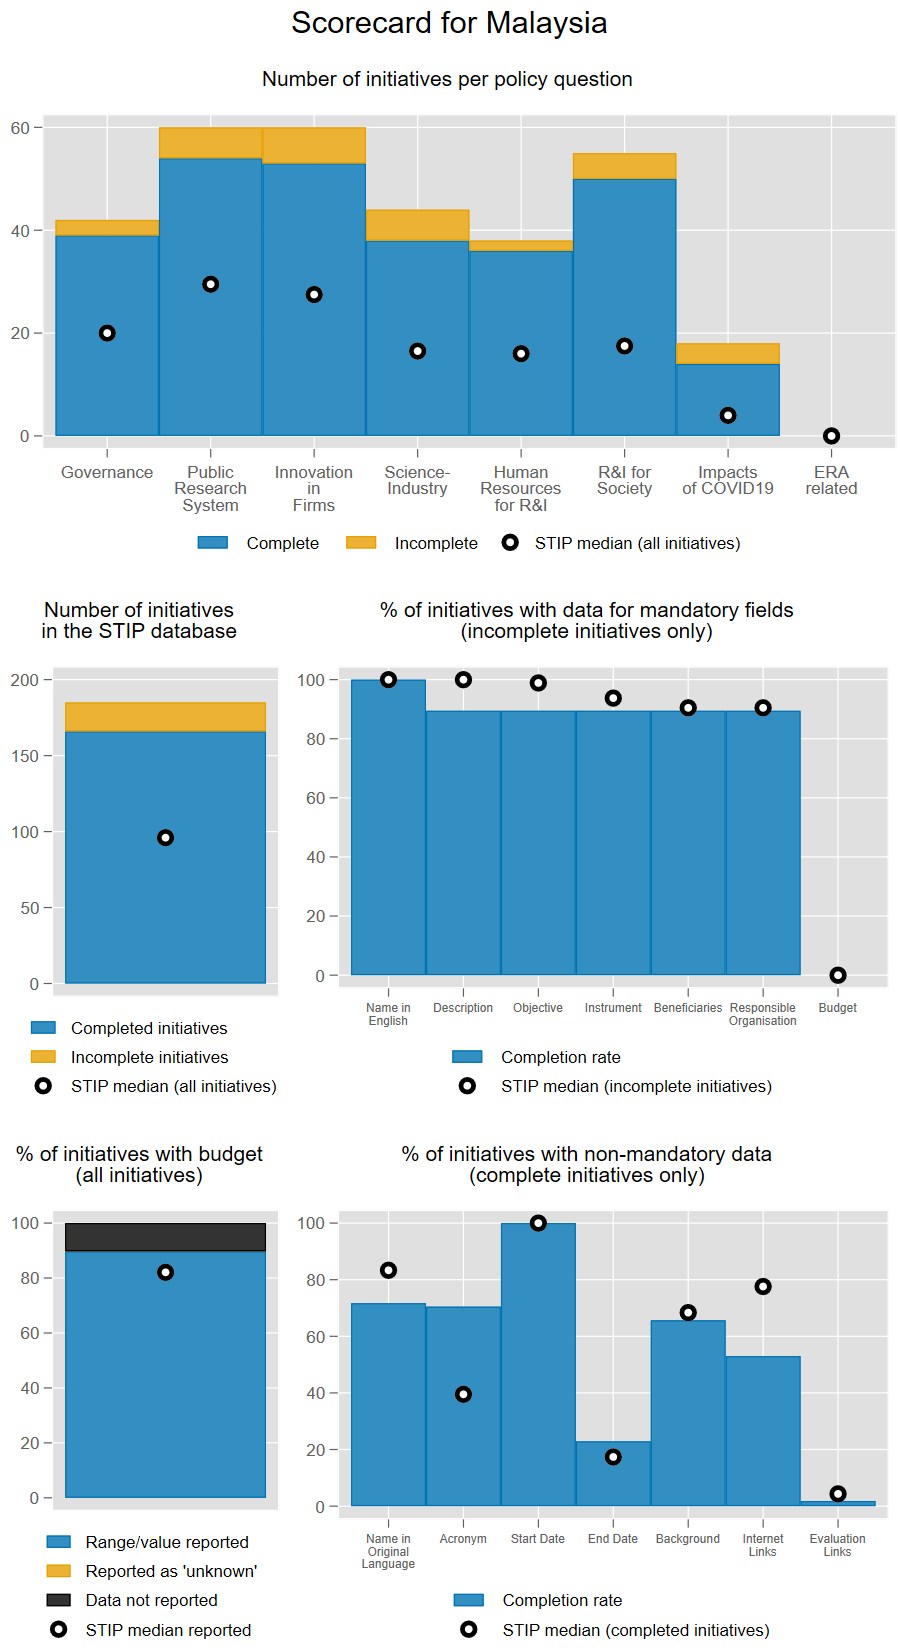 Scorecard for Malaysia
Number of initiatives per policy question
60
40
20
0
Governance
Public
Research
System
Innovation
in
Firms
Science-
Industry
Human
Resources
for R&I
R&I for
Society
Impacts
of COVID19
ERA
related
Complete
Incomplete
STIP median (all initiatives)
Number of initiatives
in the STIP database
200
150
100
50
0
Completed initiatives
Incomplete initiatives
STIP median (all initiatives)
% of initiatives with data for mandatory fields
(incomplete initiatives only)
100
80
60
40
20
0
Name in
English
Description
Objective
Instrument
Beneficiaries
Responsible
Organisation
Budget
Completion rate
STIP median (incomplete initiatives)
% of initiatives with budget
(all initiatives)
100
80
60
40
20
0
Range/value reported
Reported as 'unknown'
Data not reported
STIP median reported
% of initiatives with non-mandatory data
(complete initiatives only)
100
80
60
40
20
0
Name in
Original
Language
Acronym
Start Date
End Date
Background
Internet
Links
Evaluation
Links
Completion rate
STIP median (completed initiatives)